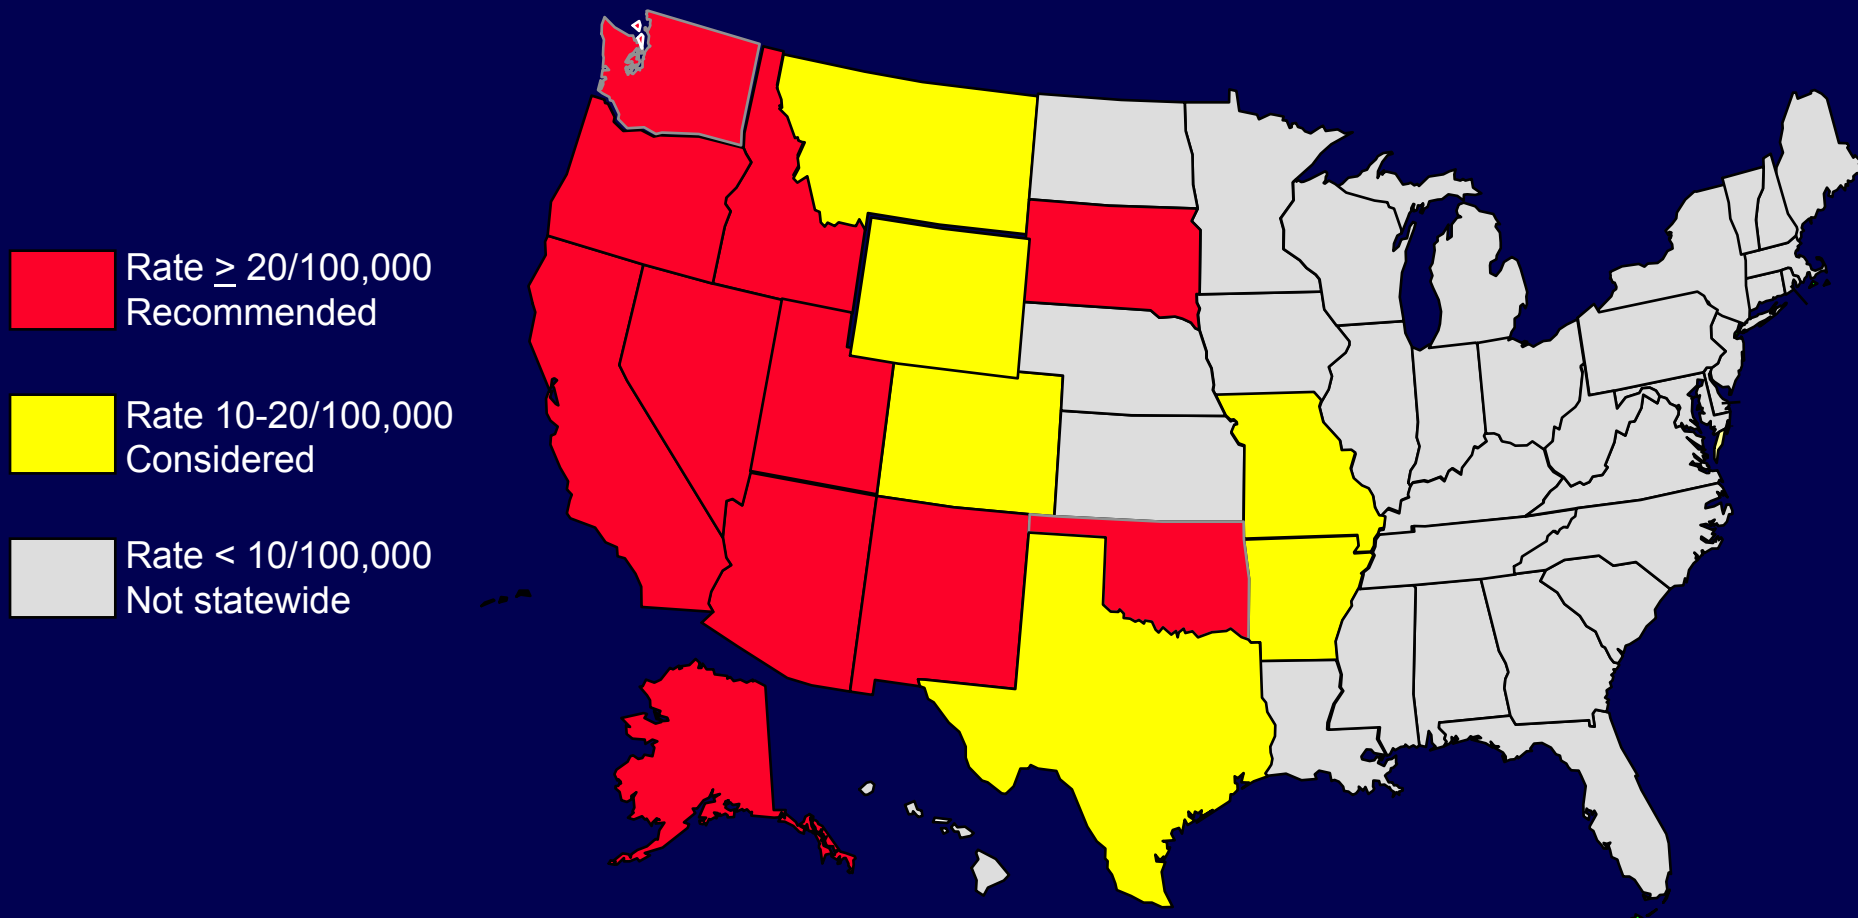 Rate ≥ 20/100,000
Recommended
Rate 10-20/100,000
Considered
Rate < 10/100,000
Not statewide